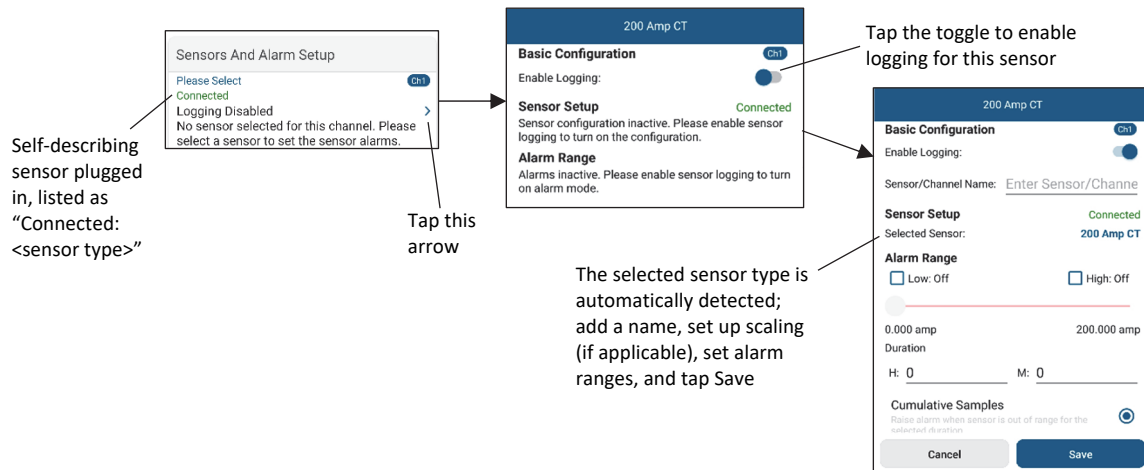 Sensors And Alarm Setup
Please Select
Ch1
Connected
Logging Disabled
No sensor selected for this channel. Please
select a sensor to set the sensor alarms.
Self-describing
sensor plugged
in, listed as
“Connected:
<sensor type>”
Tap this
arrow
200 Amp CT
Basic Configuration
Ch1
Enable Logging:
Sensor Setup
Connected
Sensor configuration inactive. Please enable sensor
logging to turn on the configuration.
Alarm Range
Alarms inactive. Please enable sensor logging to turn
on alarm mode.
Tap the toggle to enable
logging for this sensor
The selected sensor type is
automatically detected;
add a name, set up scaling
(if applicable), set alarm
ranges, and tap Save
200 Amp CT
Basic Configuration
Ch1
Enable Logging:
Sensor/Channel Name: Enter Sensor/Channe
Sensor Setup
Connected
Selected Sensor:
200 Amp CT
Alarm Range
Low: Off
High: Off
0.000 amp
200.000 amp
Duration
H: 0
M: 0
Cumulative Samples
Raise alarm when sensor is out of range for the
selected duration
Cancel
Save